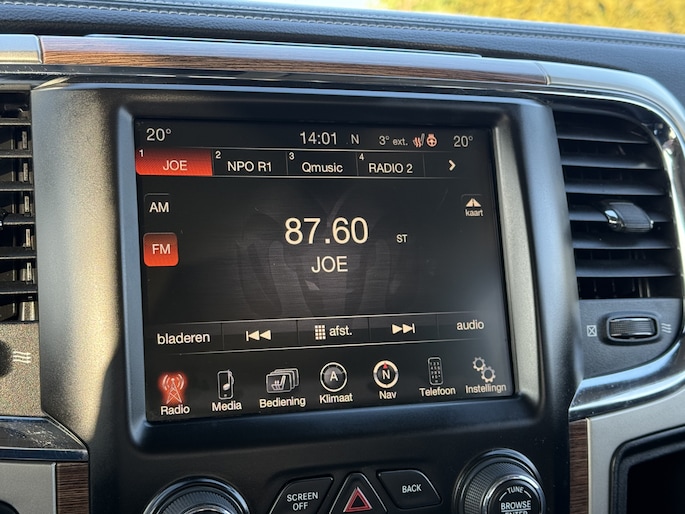 20° 14:01 N 3° ext. 20°
1 JOE 2 NPO R1 3 Qmusic 4 RADIO 2
AM
kaart
87.60 ST
FM
JOE
bladeren afst. audio
A N
Radio Media Bediening Klimaat Nav Telefoon Instellingn
SCREEN
OFF
BACK
TUNE
BROWSE
ENTER